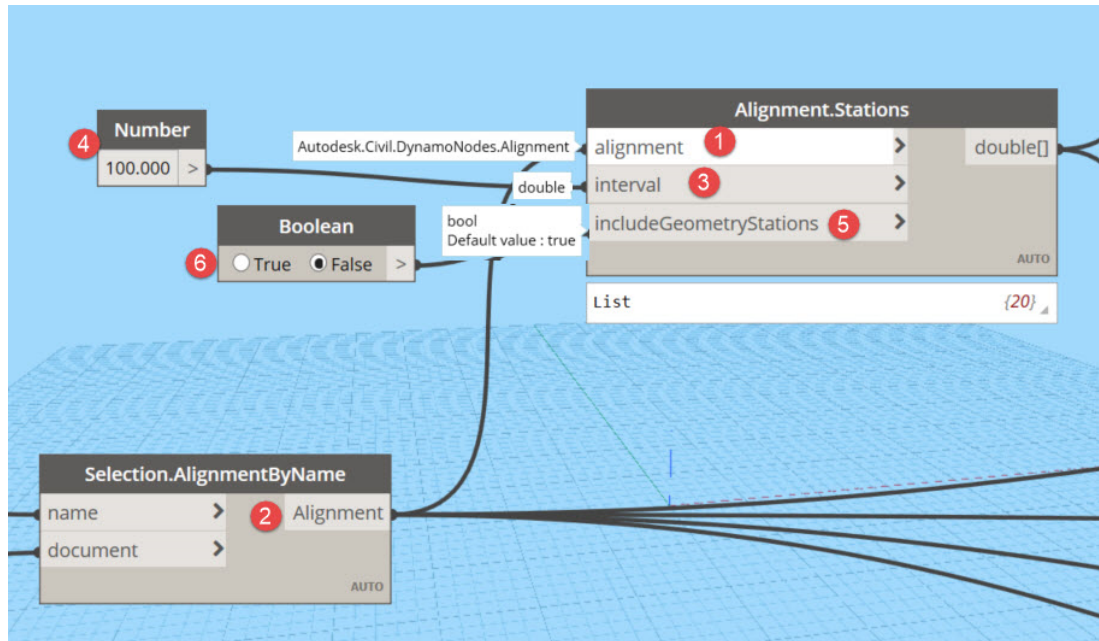 Alignment.Stations
4
Number
100.000 >
Autodesk.Civil.DynamoNodes.Alignment
alignment 1 > double[]
double
interval 3 >
Boolean
bool
Default value : true
includeGeometryStations 5 >
6 True False >
AUTO
List {20}
Selection.AlignmentByName
name > 2 Alignment
document >
AUTO